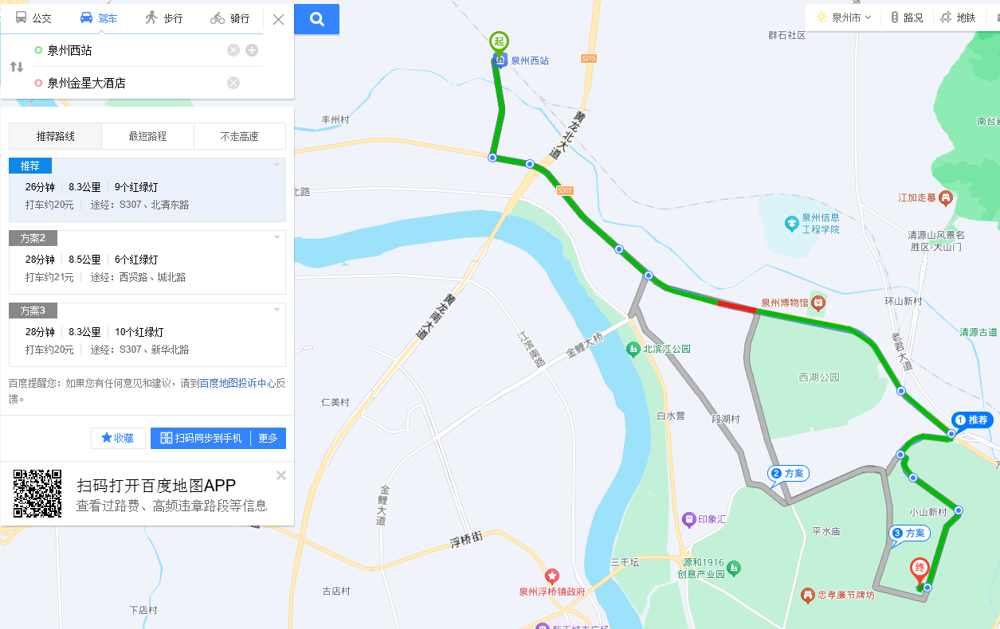 公交
驾车
步行
骑行
泉州西站
泉州金星大酒店
推荐路线
最短路程
不走高速
推荐
26分钟 8.3公里 9个红绿灯
打车约20元 途经：S307、北清东路
方案2
28分钟 8.5公里 6个红绿灯
打车约21元 途经：西贤路、城北路
方案3
28分钟 8.3公里 10个红绿灯
打车约20元 途经：S307、新华北路
百度提醒您：如果您有任何意见和建议，请到百度地图投诉中心反
馈。
收藏
扫码同步到手机
更多
扫码打开百度地图APP
查看过路费、高频违章路段等信息
泉州市
路况
地铁
群石社区
起
泉州西站
S215
丰州村
黄龙北大道
南台岩
北路
S307
江加走墓
泉州信息
工程学院
清源山风景名
胜区-大山门
泉州博物馆
环山新村
黄龙南大道
江滨南路
金鲤大桥
北滨江公园
老君大道
清源古道
西湖公园
仁美村
白水营
段湖村
1 推荐
2 方案
金鲤大道
小山新村
印象汇
平水庙
3 方案
浮桥街
三千坛
源和1916
创意产业园
终
泉州浮桥镇政府
忠孝廉节牌坊
古店村
下店村